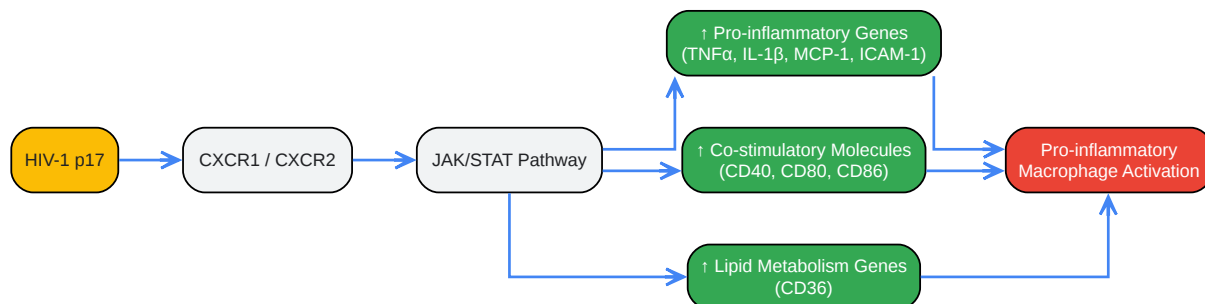 HIV-1 p17
CXCR1 / CXCR2
JAK/STAT Pathway
↑ Pro-inflammatory Genes
(TNFα, IL-1β, MCP-1, ICAM-1)
↑ Co-stimulatory Molecules
(CD40, CD80, CD86)
↑ Lipid Metabolism Genes
(CD36)
Pro-inflammatory
Macrophage Activation